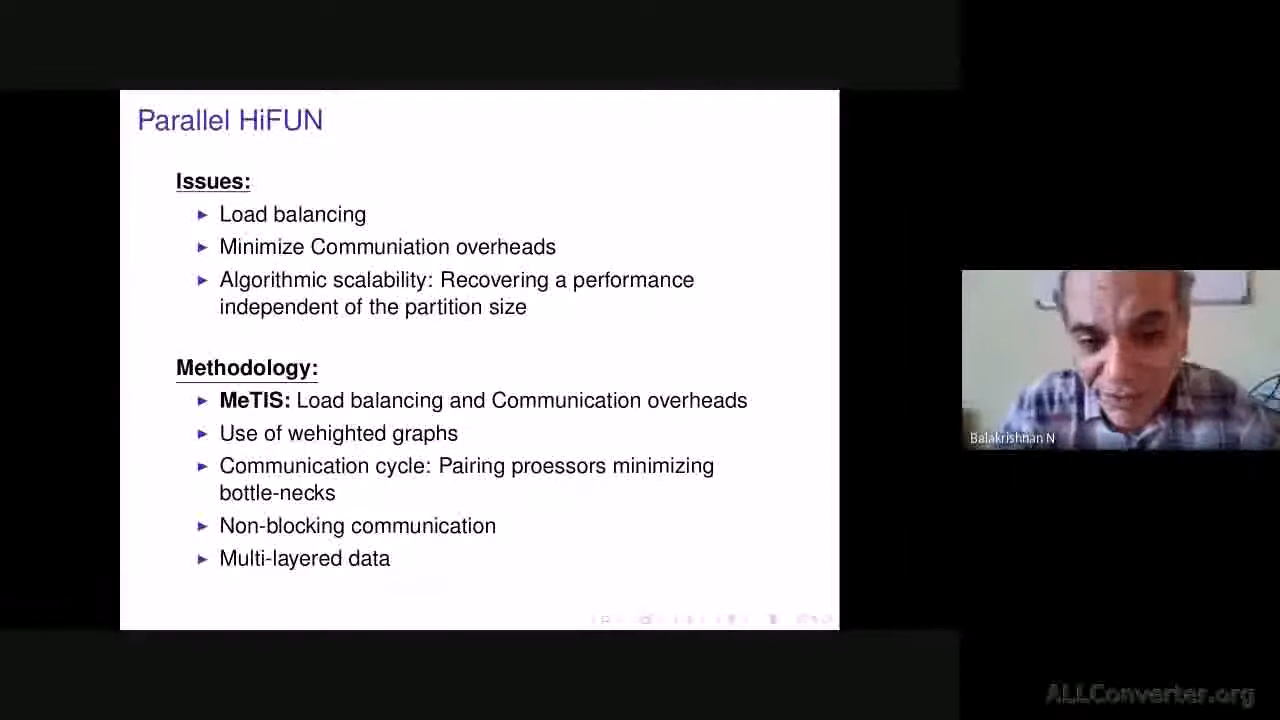 Parallel HiFUN
Issues:
Load balancing
Minimize Communiation overheads
Algorithmic scalability: Recovering a performance
independent of the partition size
Methodology:
MeTIS: Load balancing and Communication overheads
Use of wehighted graphs
Communication cycle: Pairing proessors minimizing
bottle-necks
Non-blocking communication
Multi-layered data
Balakrishnan N
ALLConverter.org